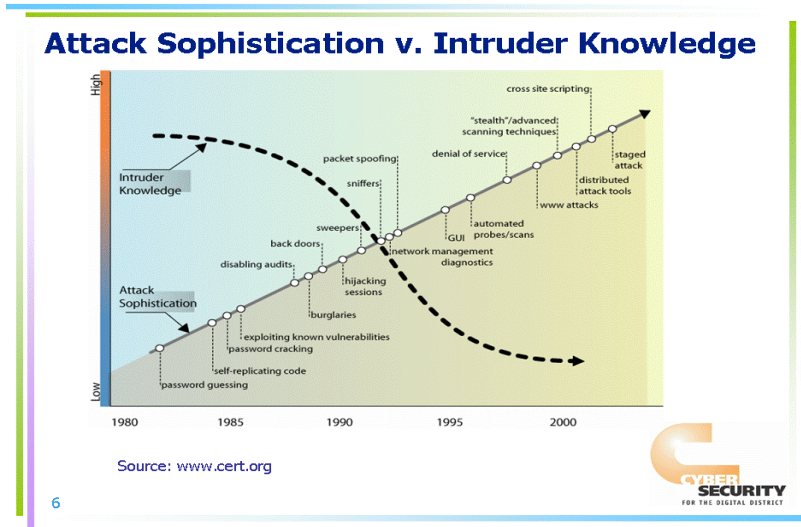 Attack Sophistication v. Intruder Knowledge
High
cross site scripting
"stealth"/advanced
scanning techniques
packet spoofing
denial of service
staged
attack
Intruder
Knowledge
sniffers
distributed
attack tools
www attacks
sweepers
automated
probes/scans
GUI
back doors
network management
diagnostics
disabling audits
hijacking
sessions
Attack
Sophistication
burglaries
exploiting known vulnerabilities
password cracking
self-replicating code
password guessing
Low
1980
1985
1990
1995
2000
Source: www.cert.org
6
CYBER
SECURITY
FOR THE DIGITAL DISTRICT